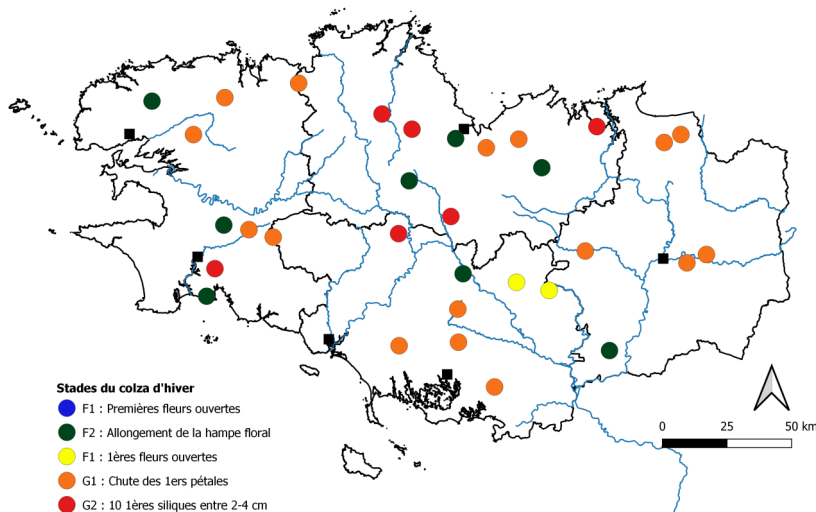 Stades du colza d'hiver
F1 : Premières fleurs ouvertes
F2 : Allongement de la hampe floral
F1 : 1ères fleurs ouvertes
G1 : Chute des 1ers pétales
G2 : 10 1ères siliques entre 2-4 cm
0 25 50 km